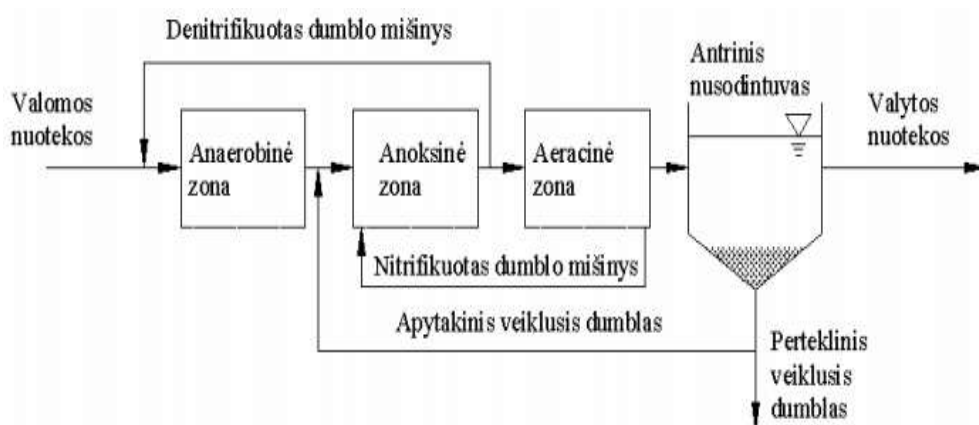 Denitrifikuotas dumblo mišinys
Antrinis
nusodintuvas
Valomos
nuotekos
Valytos
nuotekos
Anaerobinė
zona
Anoksinė
zona
Aeracinė
zona
Nitrifikuotas dumblo mišinys
Apytakinis veiklusis dumblas
Perteklinis
veiklusis
dumblas